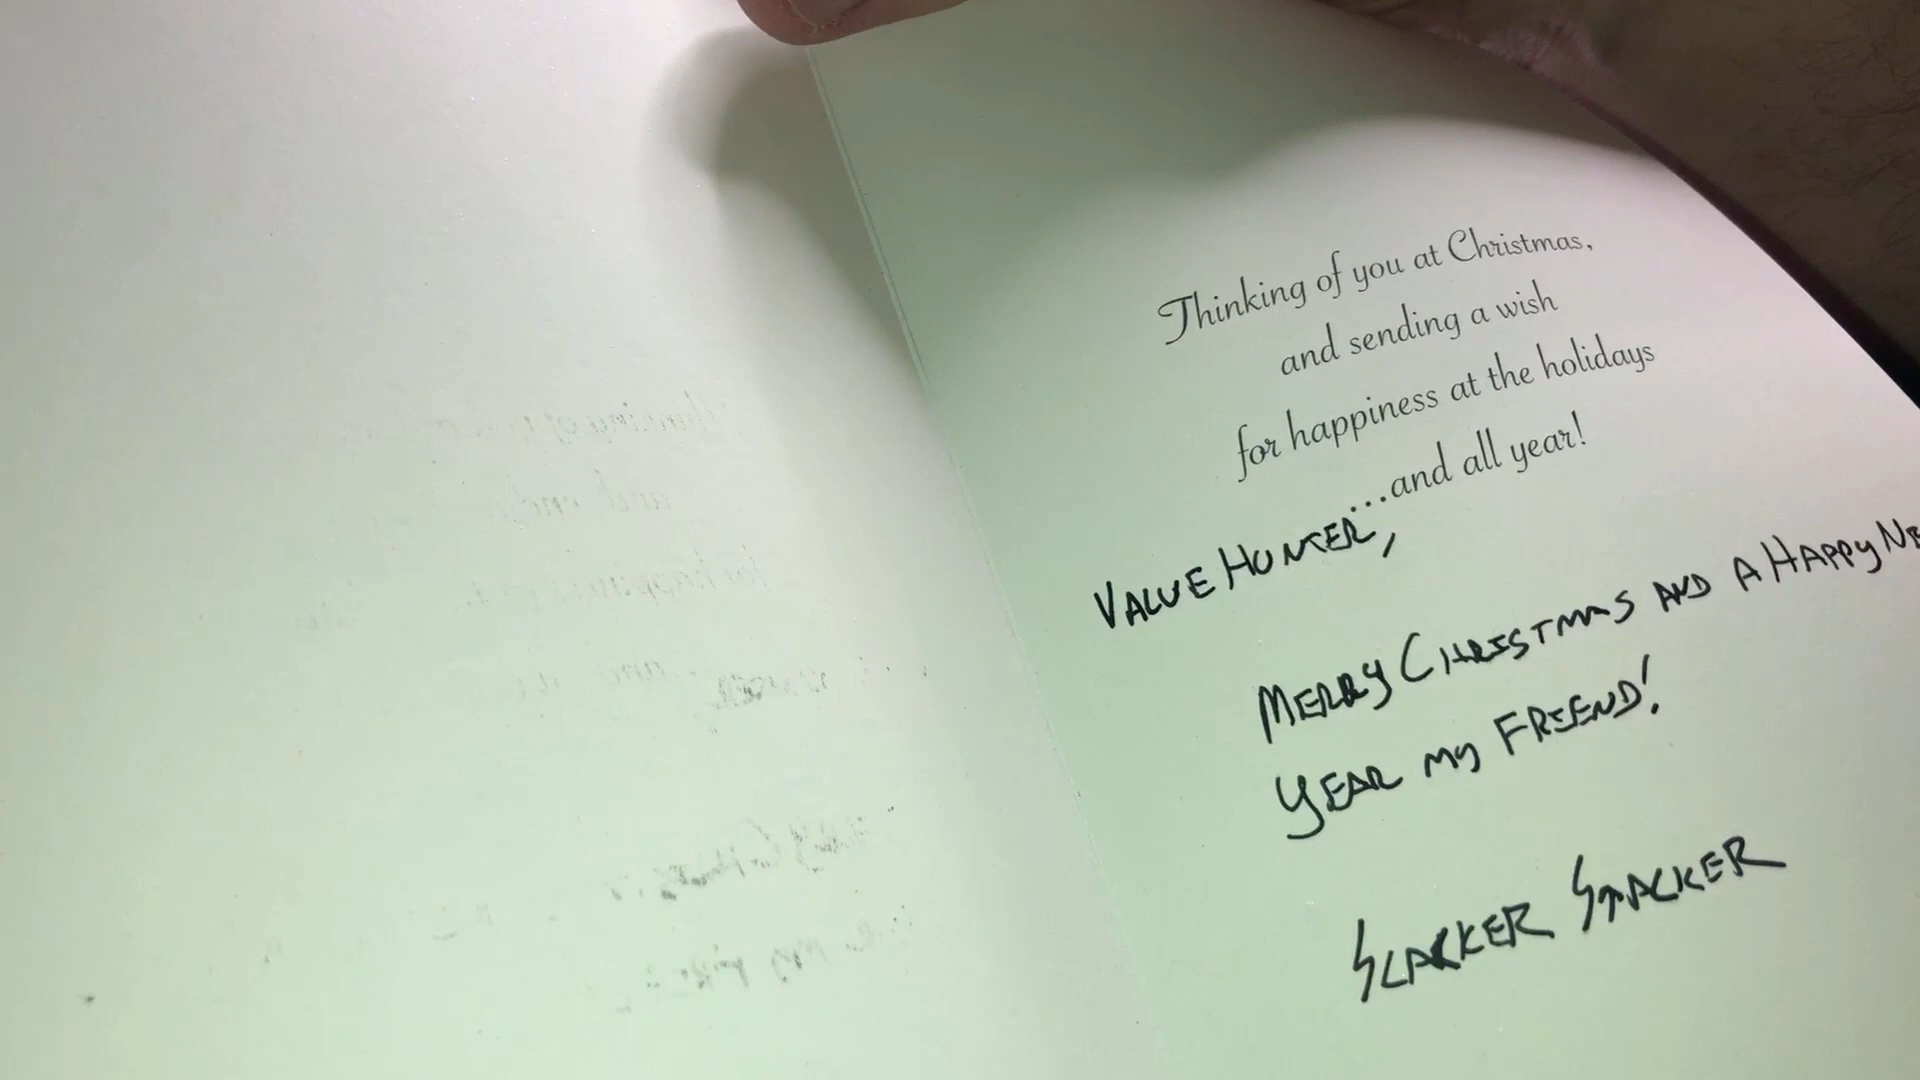 Thinking of you at Christmas,
and sending a wish
for happiness at the holidays
...and all year!
VALUE HUNTER,
MERRY CHRISTMAS AND A HAPPY NE
YEAR MY FRIEND!
SLACKER STACKER